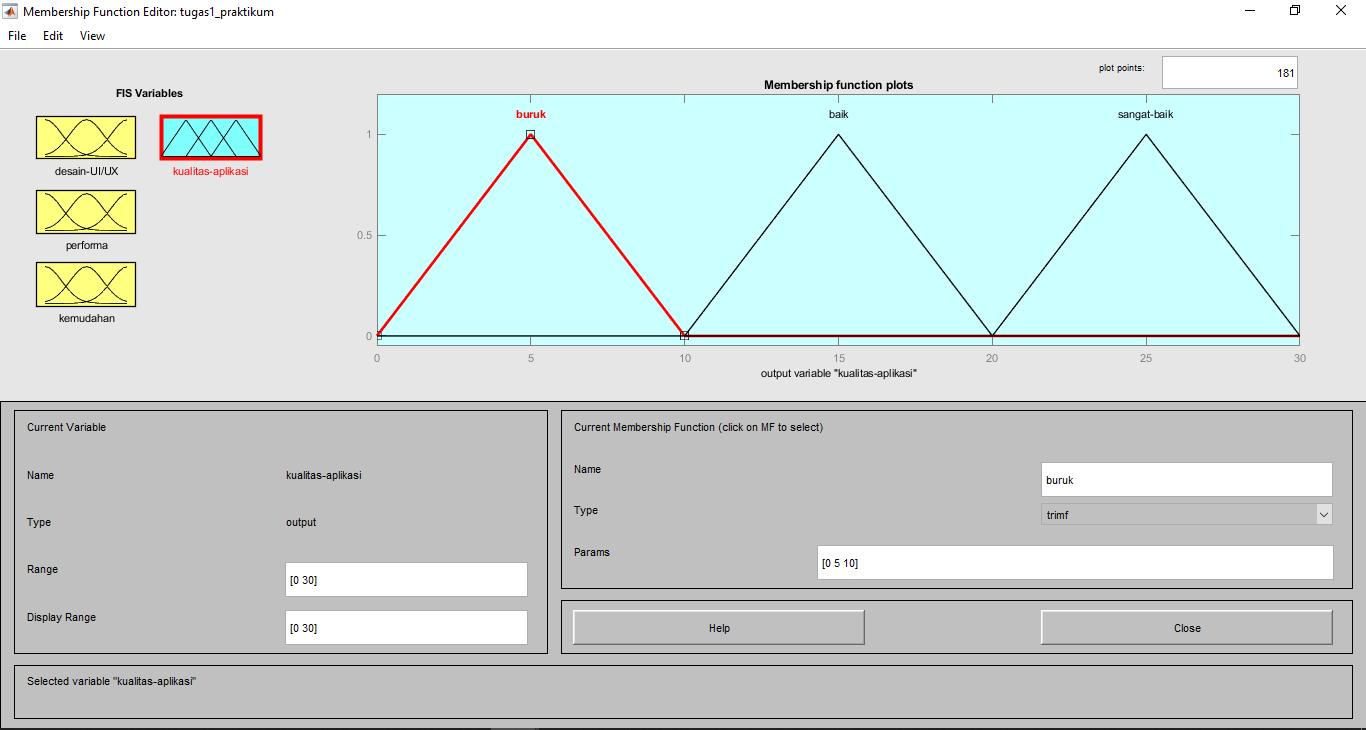 Membership Function Editor: tugas1_praktikum
File Edit View
plot points:
181
FIS Variables
desain-UI/UX
kualitas-aplikasi
performa
kemudahan
Membership function plots
buruk
baik
sangat-baik
1
0.5
0
0 5 10 15 20 25 30
output variable "kualitas-aplikasi"
Current Variable
Name kualitas-aplikasi
Type output
Range [0 30]
Display Range [0 30]
Current Membership Function (click on MF to select)
Name buruk
Type trimf
Params [0 5 10]
Help Close
Selected variable "kualitas-aplikasi"